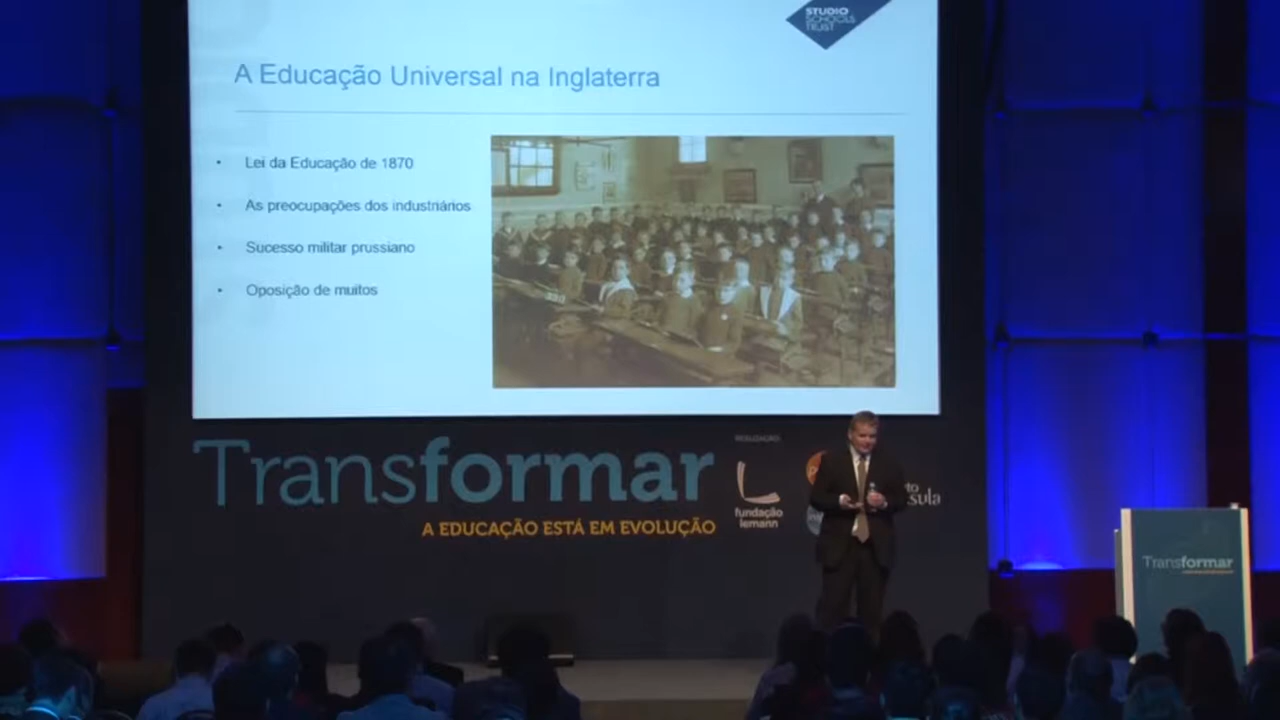 STUDIO
SCHOOLS
TRUST
A Educação Universal na Inglaterra
• Lei da Educação de 1870
• As preocupações dos industriários
• Sucesso militar prussiano
• Oposição de muitos
Transformar
A EDUCAÇÃO ESTÁ EM EVOLUÇÃO
REALIZAÇÃO
fundação
lemann
Transformar